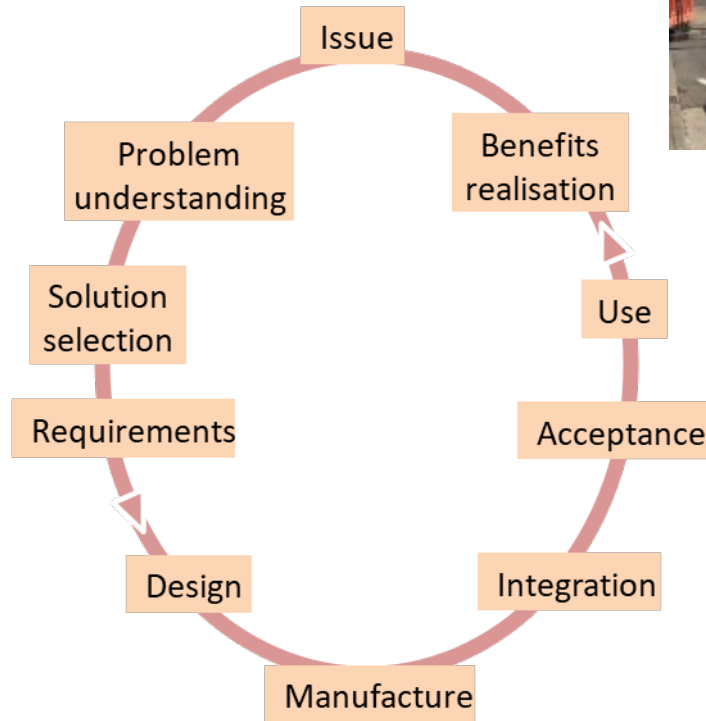 Issue
Problem
understanding
Benefits
realisation
Solution
selection
Use
Requirements
Acceptance
Design
Integration
Manufacture